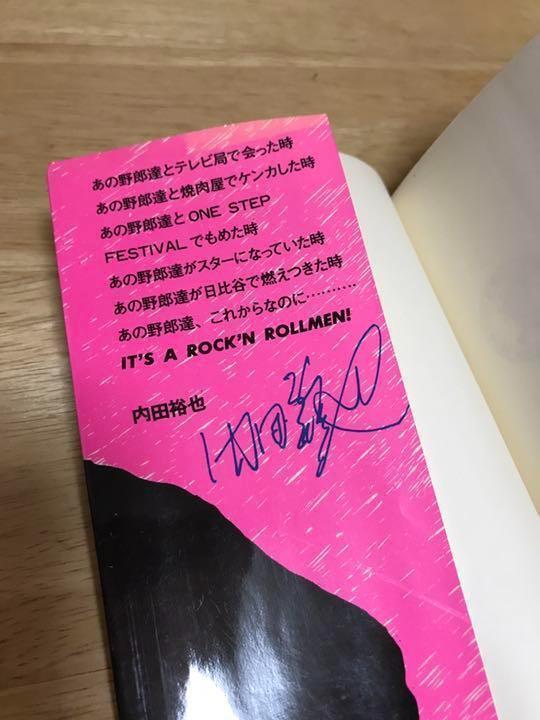 あの野郎達とテレビ局で会った時
あの野郎達と焼肉屋でケンカした時
あの野郎達とONE STEP
FESTIVALでもめた時
あの野郎達がスターになっていた時
あの野郎達が日比谷で燃えつきた時
あの野郎達、これからなのに……….
IT'S A ROCK'N ROLLMEN!
内田裕也
内田裕也